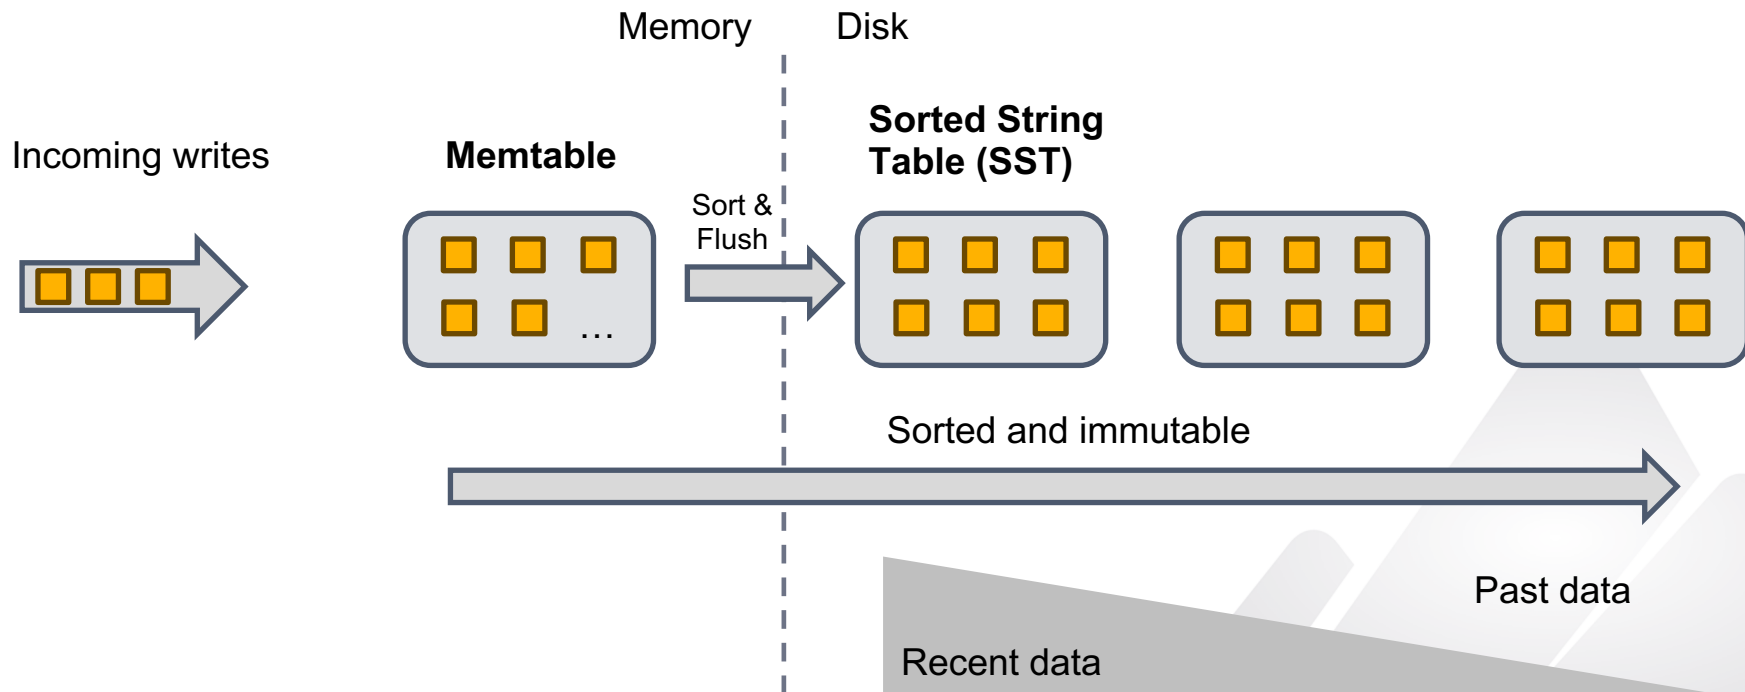 Memory
Disk
Incoming writes
Memtable
Sorted String
Table (SST)
Sort &
Flush
...
Sorted and immutable
Past data
Recent data